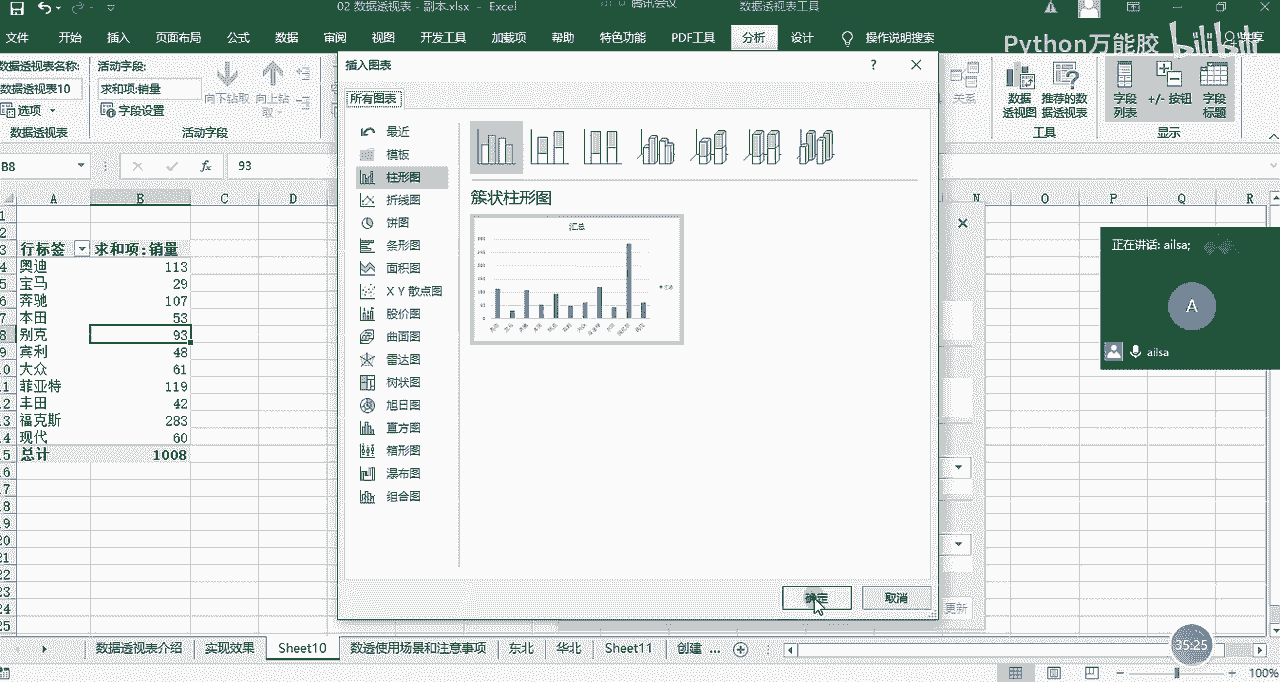 02 数据透视表 - 副本.xlsx - Excel
腾讯会议
数据透视表工具
文件 插入 页面布局 公式 数据 审阅 视图 开发工具 加载项 帮助 特色功能 PDF工具 分析 设计 操作说明搜索
Python万能胶 bilibili
数据透视表名称:
数据透视表10
选项
数据透视表
活动字段:
求和项:销量
字段设置
向下钻取 向上钻取
活动字段
关系
数据透视图
推荐的数据透视表
工具
字段列表
+/- 按钮
字段标题
显示
B8
fx 93
A B C D N O P Q R
行标签 求和项:销量
奥迪 113
宝马 29
奔驰 107
本田 53
别克 93
宾利 48
大众 61
菲亚特 119
丰田 42
福克斯 283
现代 60
总计 1008
插入图表
?
所有图表
最近
模板
柱形图
折线图
饼图
条形图
面积图
X Y 散点图
股价图
曲面图
雷达图
树状图
旭日图
直方图
箱形图
瀑布图
组合图
簇状柱形图
汇总
确定 取消
更新
正在讲话: ailsa;
A
ailsa
数据透视表介绍 实现效果 Sheet10 数透使用场景和注意事项 东北 华北 Sheet11 创建 ...
35:25
100%